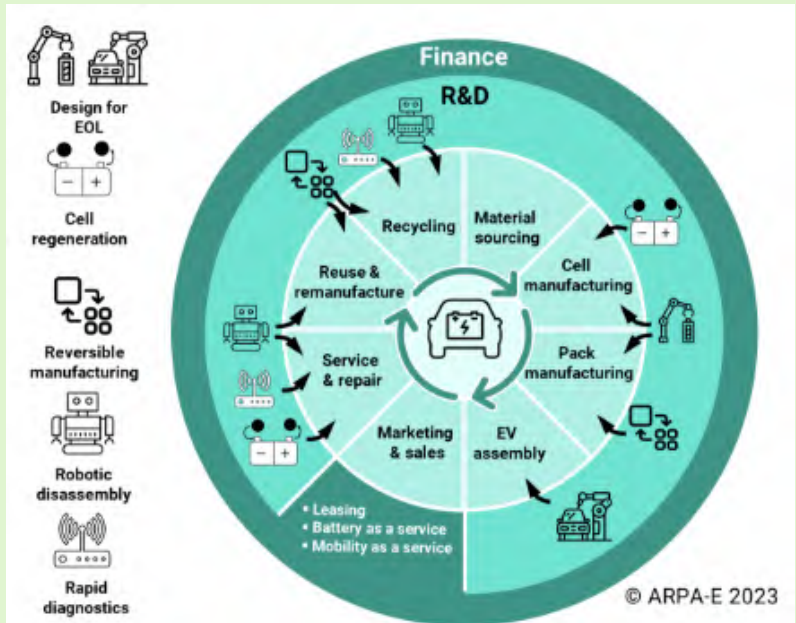 Design for
EOL
Cell
regeneration
Reversible
manufacturing
Robotic
disassembly
Rapid
diagnostics
Finance
R&D
Recycling
Material
sourcing
Cell
manufacturing
Pack
manufacturing
EV
assembly
Marketing
& sales
Service
& repair
Reuse &
remanufacture
• Leasing
• Battery as a service
• Mobility as a service
© ARPA-E 2023